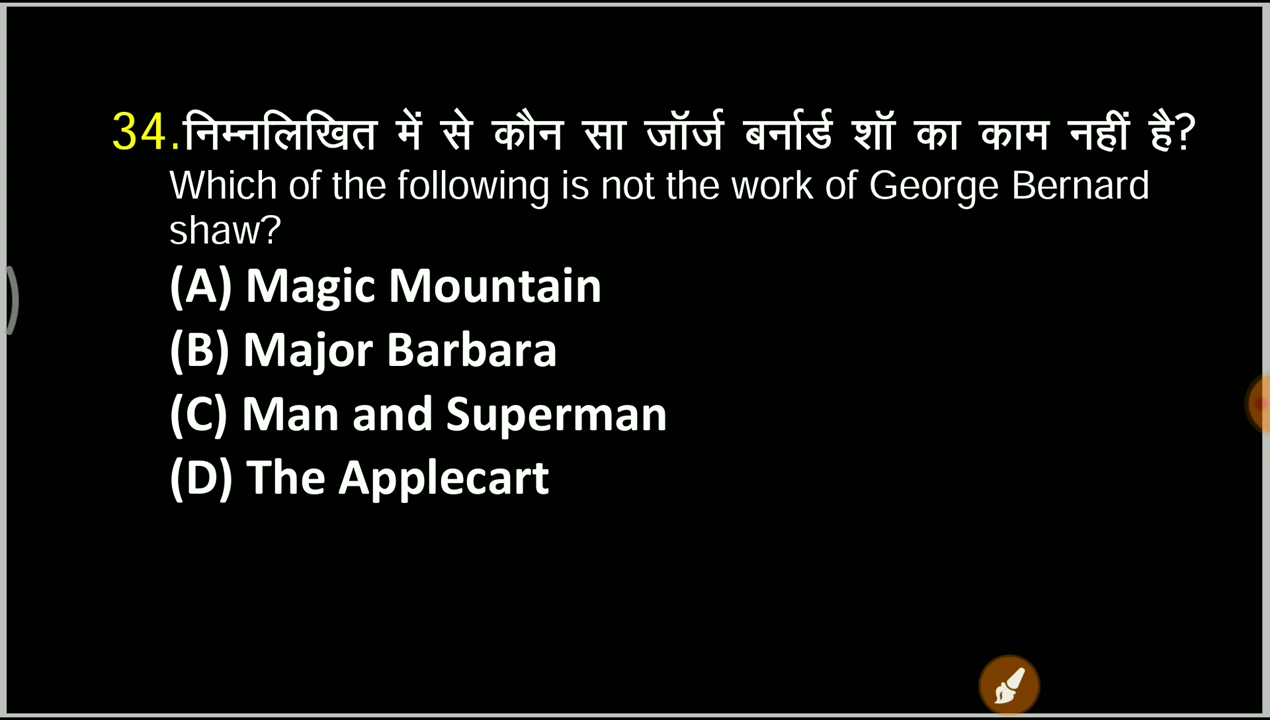 34.निम्नलिखित में से कौन सा जॉर्ज बर्नार्ड शॉ का काम नहीं है?
Which of the following is not the work of George Bernard
shaw?
(A) Magic Mountain
(B) Major Barbara
(C) Man and Superman
(D) The Applecart